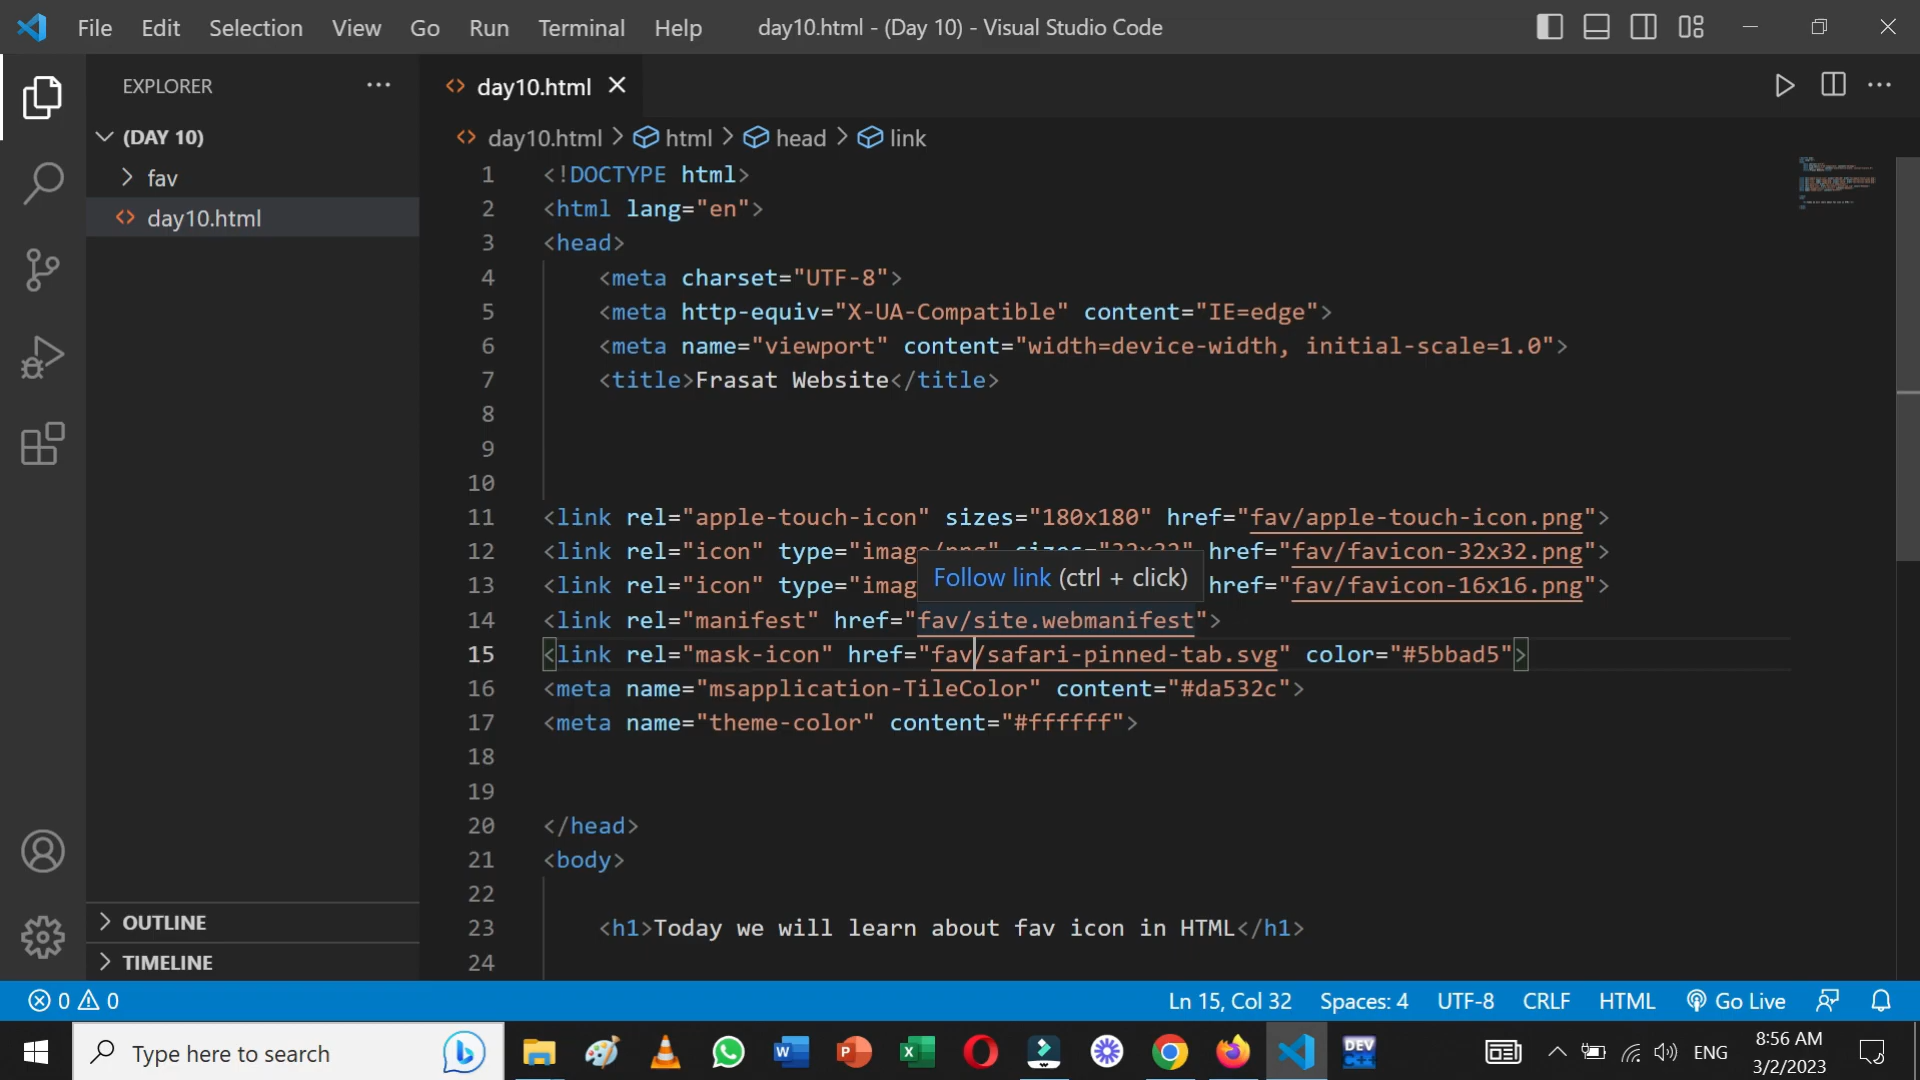 File Edit Selection View Go Run Terminal Help day10.html - (Day 10) - Visual Studio Code
EXPLORER
day10.html
(DAY 10)
fav
day10.html
OUTLINE
TIMELINE
day10.html > html > head > link
1 <!DOCTYPE html>
2 <html lang="en">
3 <head>
4 <meta charset="UTF-8">
5 <meta http-equiv="X-UA-Compatible" content="IE=edge">
6 <meta name="viewport" content="width=device-width, initial-scale=1.0">
7 <title>Frasat Website</title>
8
9
10
11 <link rel="apple-touch-icon" sizes="180x180" href="fav/apple-touch-icon.png">
12 <link rel="icon" type="image/png" sizes="32x32" href="fav/favicon-32x32.png">
Follow link (ctrl + click)
13 <link rel="icon" type="imag href="fav/favicon-16x16.png">
14 <link rel="manifest" href="fav/site.webmanifest">
15 <link rel="mask-icon" href="fav/safari-pinned-tab.svg" color="#5bbad5">
16 <meta name="msapplication-TileColor" content="#da532c">
17 <meta name="theme-color" content="#ffffff">
18
19
20 </head>
21 <body>
22
23 <h1>Today we will learn about fav icon in HTML</h1>
24
0 0 Ln 15, Col 32 Spaces: 4 UTF-8 CRLF HTML Go Live
Type here to search
DEV C++
ENG
8:56 AM
3/2/2023